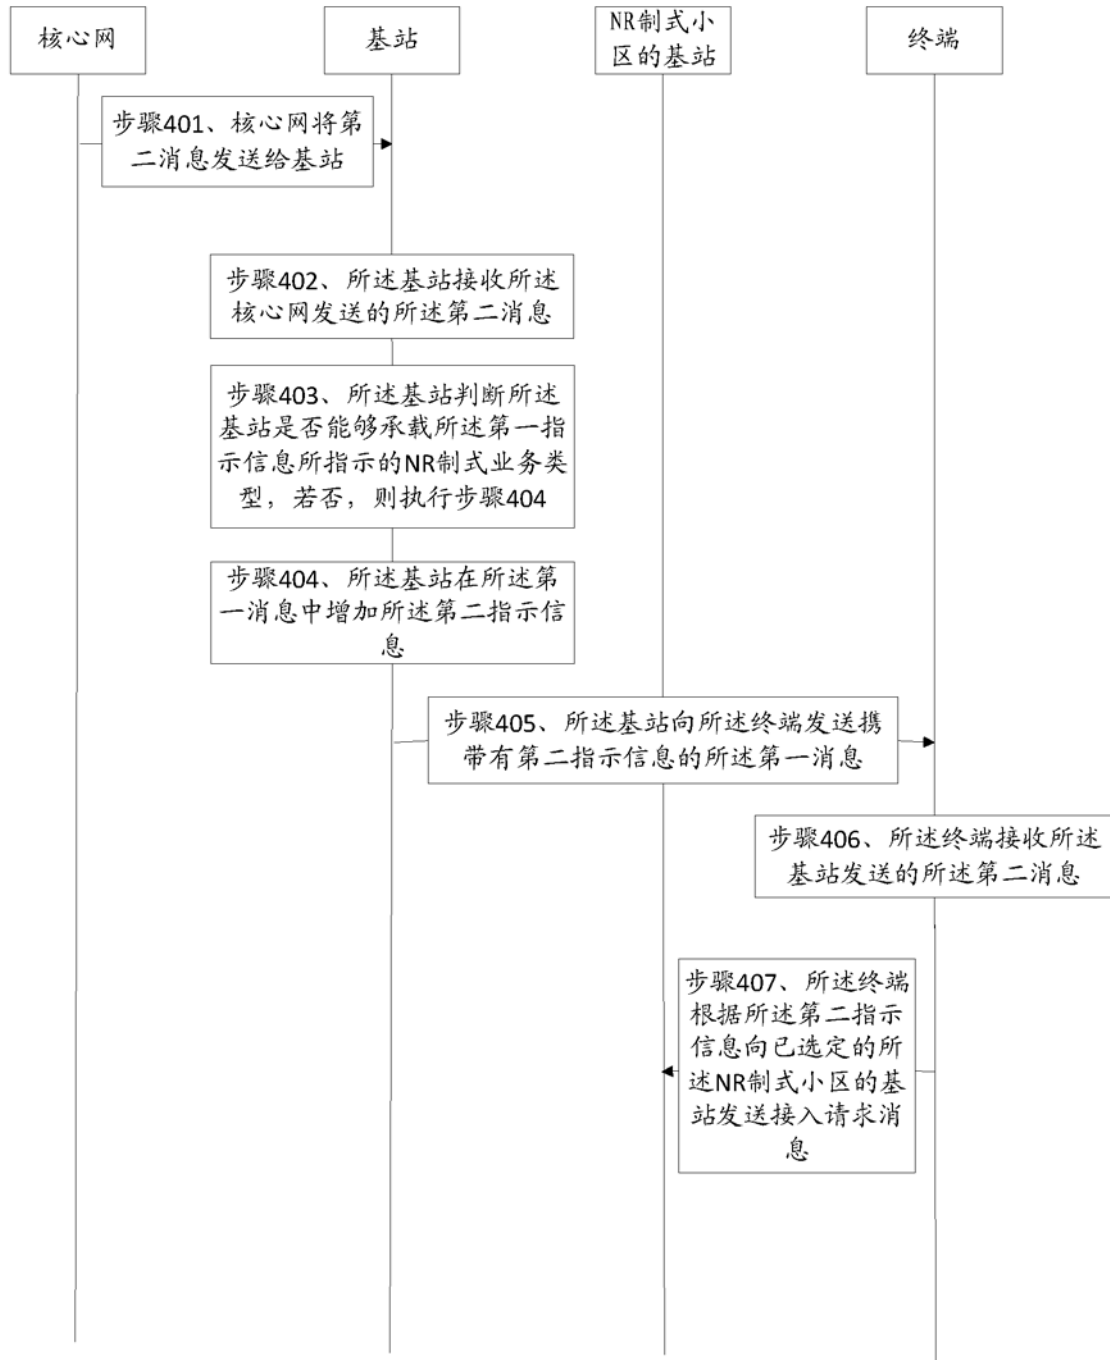 核心网
基站
NR制式小
区的基站
终端
步骤401、核心网将第
二消息发送给基站
步骤402、所述基站接收所述
核心网发送的所述第二消息
步骤403、所述基站判断所述
基站是否能够承载所述第一指
示信息所指示的NR制式业务类
型，若否，则执行步骤404
步骤404、所述基站在所述第
一消息中增加所述第二指示信
息
步骤405、所述基站向所述终端发送携
带有第二指示信息的所述第一消息
步骤406、所述终端接收所述
基站发送的所述第二消息
步骤407、所述终端
根据所述第二指示
信息向已选定的所
述NR制式小区的基
站发送接入请求消
息